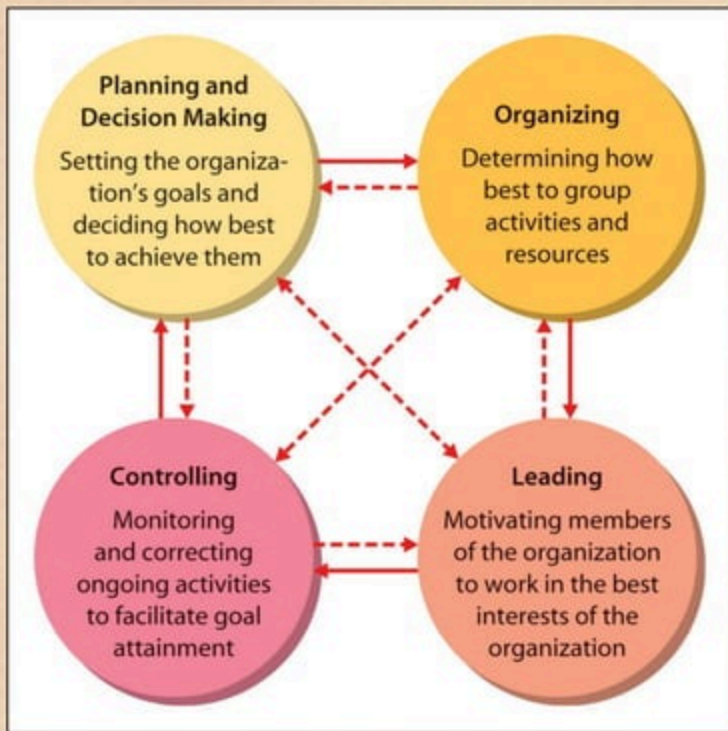 Planning and
Decision Making
Setting the organiza-
tion's goals and
deciding how best
to achieve them
Organizing
Determining how
best to group
activities and
resources
Controlling
Monitoring
and correcting
ongoing activities
to facilitate goal
attainment
Leading
Motivating members
of the organization
to work in the best
interests of the
organization